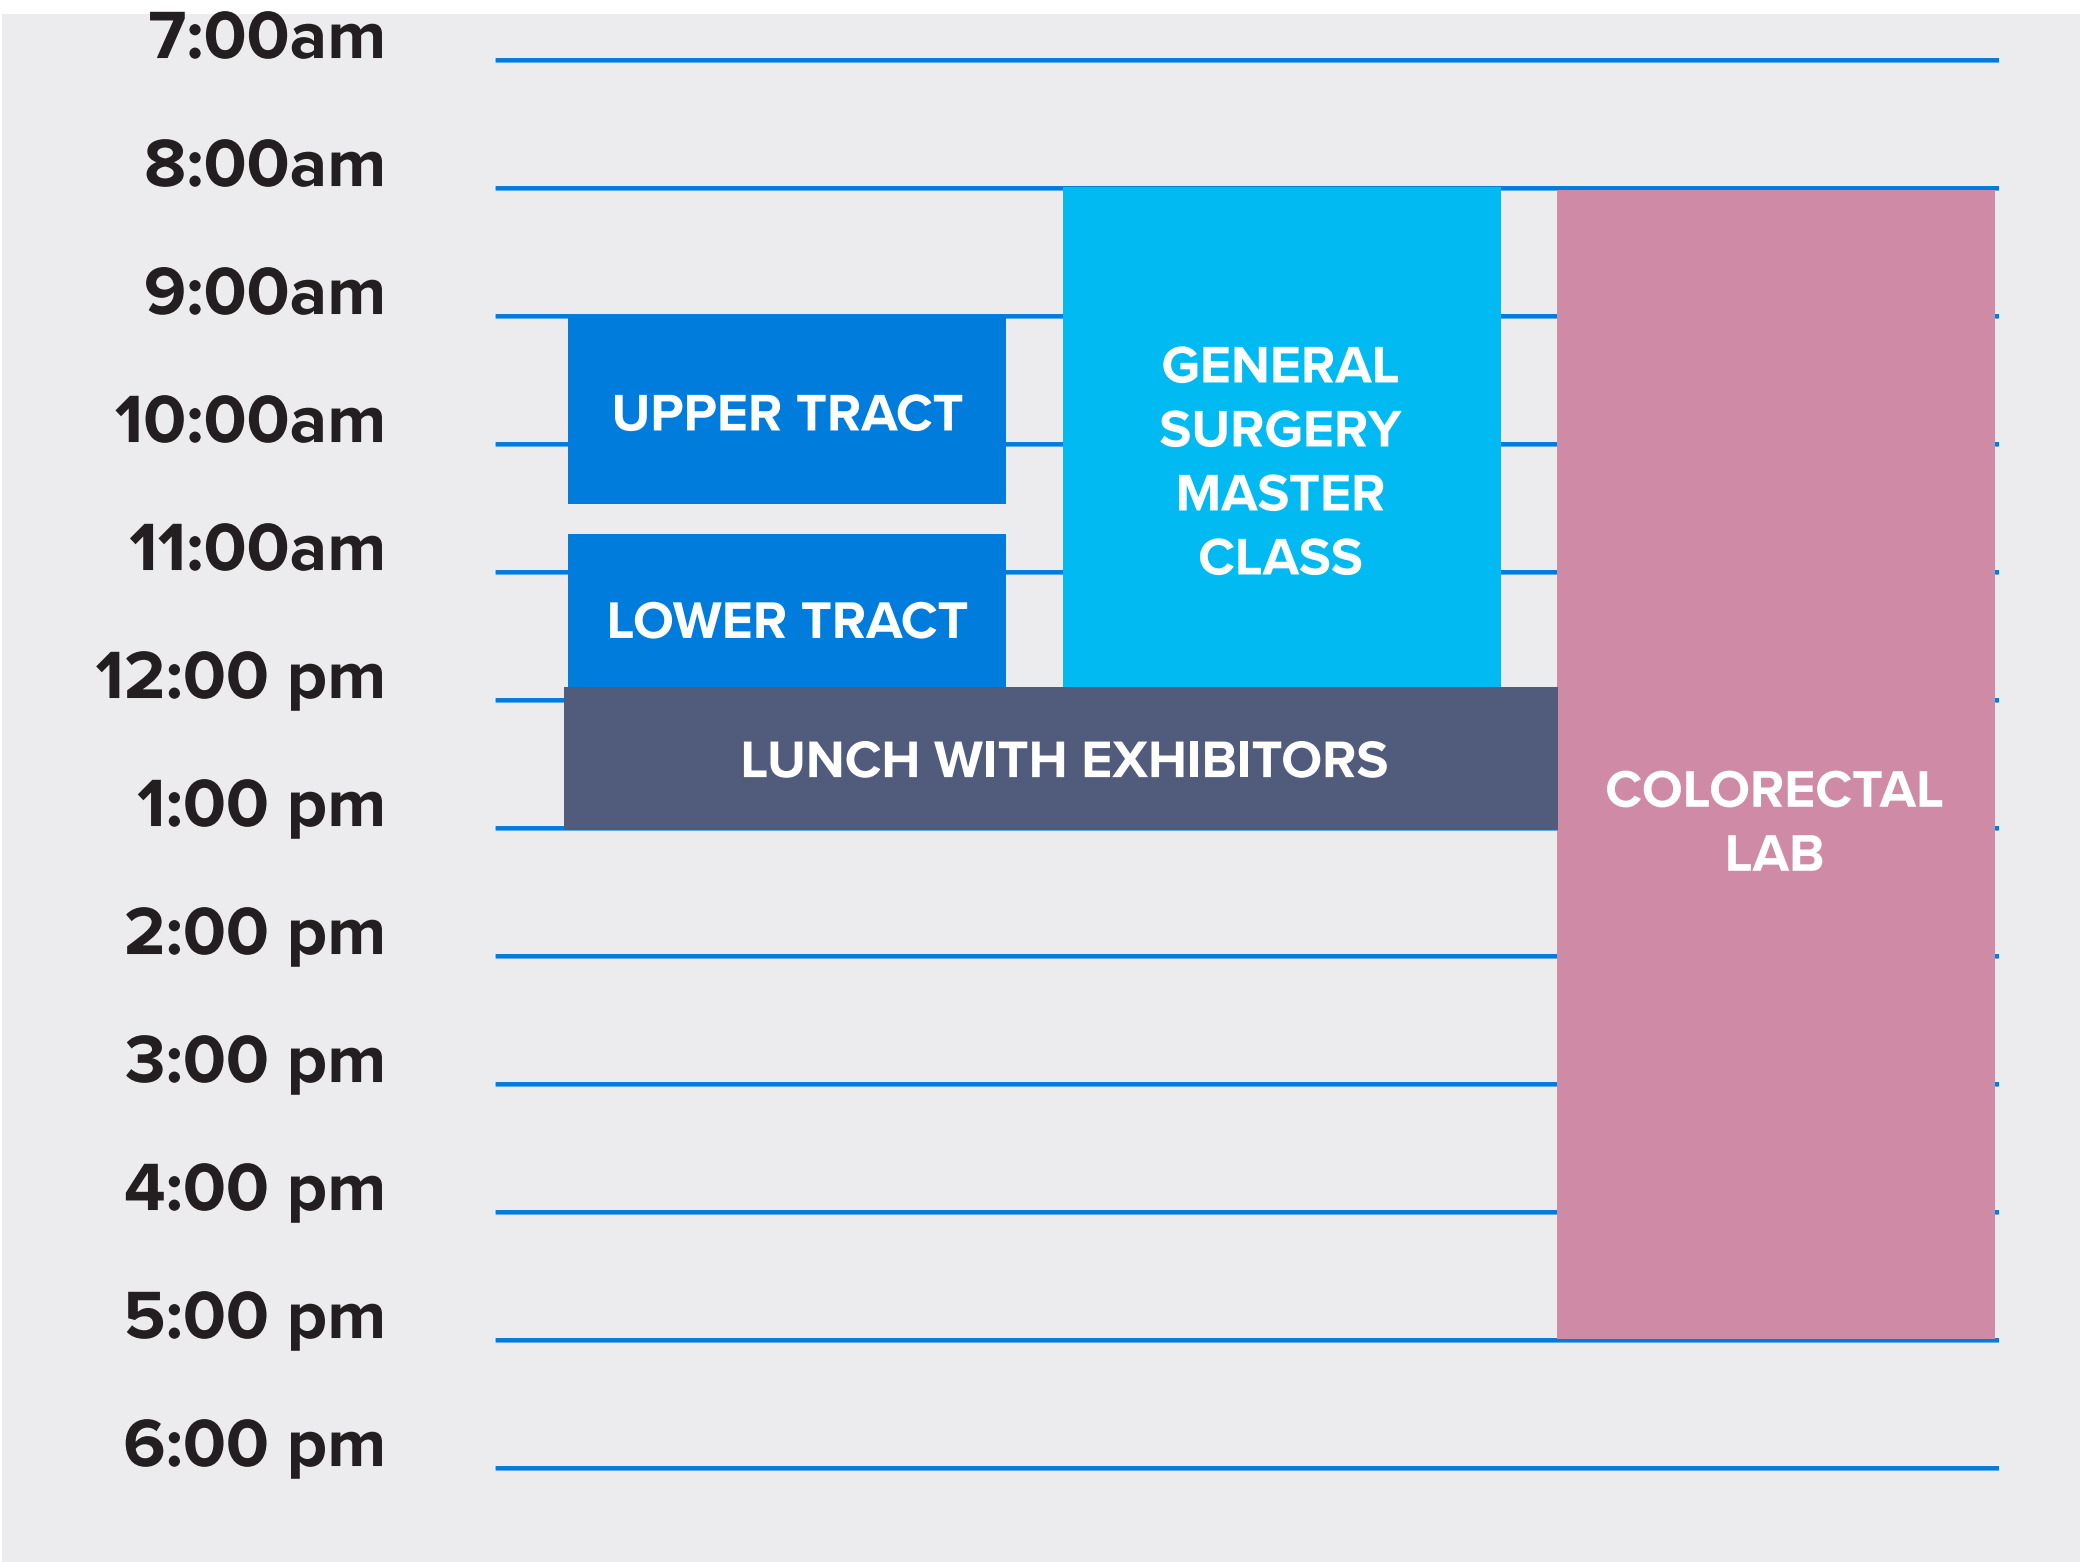 7:00am
8:00am
9:00am
10:00am
11:00am
12:00 pm
1:00 pm
2:00 pm
3:00 pm
4:00 pm
5:00 pm
6:00 pm
UPPER TRACT
LOWER TRACT
GENERAL
SURGERY
MASTER
CLASS
LUNCH WITH EXHIBITORS
COLORECTAL
LAB